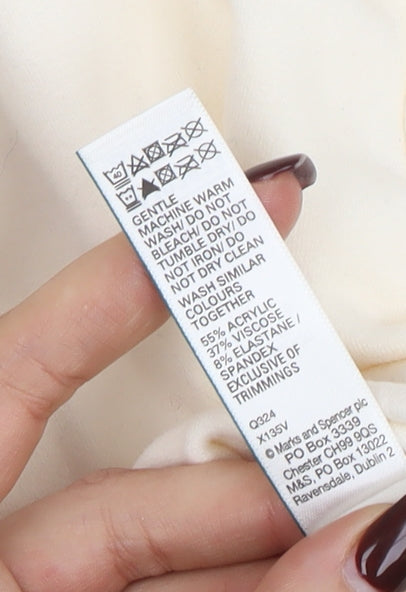 40
GENTLE
MACHINE WARM
WASH/ DO NOT
BLEACH/ DO NOT
TUMBLE DRY/ DO
NOT IRON/ DO
NOT DRY CLEAN
WASH SIMILAR
COLOURS
TOGETHER
55% ACRYLIC
37% VISCOSE
8% ELASTANE /
SPANDEX
EXCLUSIVE OF
TRIMMINGS
Q324
X135V
© Marks and Spencer plc
PO Box 3339
Chester CH99 9QS
M&S, PO Box 13022
Ravensdale, Dublin 2